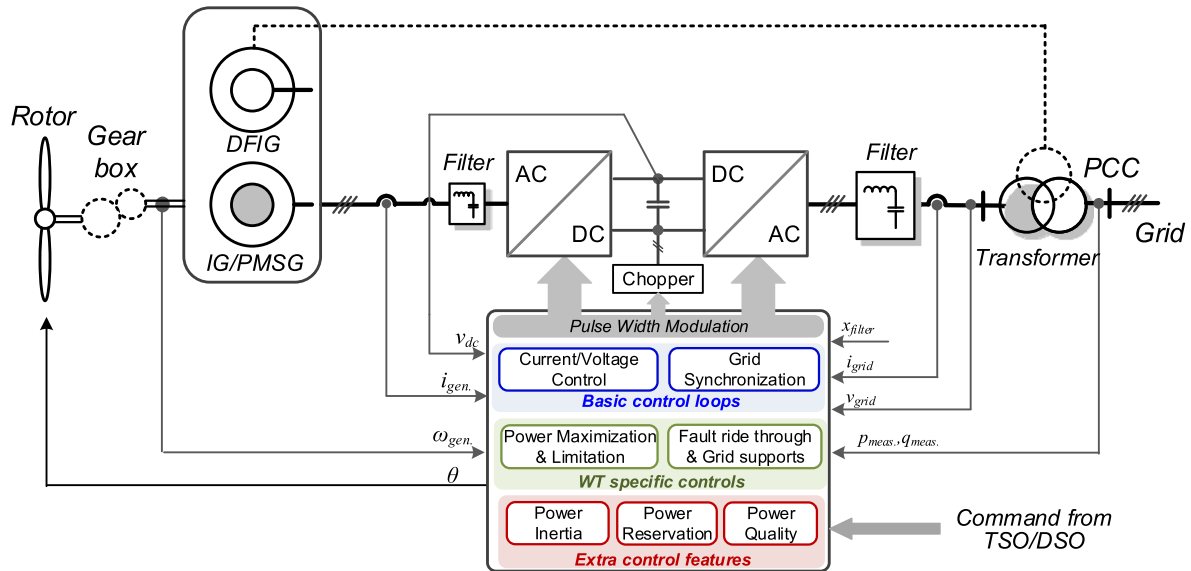 Rotor
Gear
box
DFIG
IG/PMSG
Filter
AC
DC
DC
AC
Chopper
Filter
PCC
Transformer
Grid
Pulse Width Modulation
v_dc
i_gen.
ω_gen.
θ
x_filter
i_grid
v_grid
p_meas.,q_meas.
Current/Voltage
Control
Grid
Synchronization
Basic control loops
Power Maximization
& Limitation
Fault ride through
& Grid supports
WT specific controls
Power
Inertia
Power
Reservation
Power
Quality
Extra control features
Command from
TSO/DSO